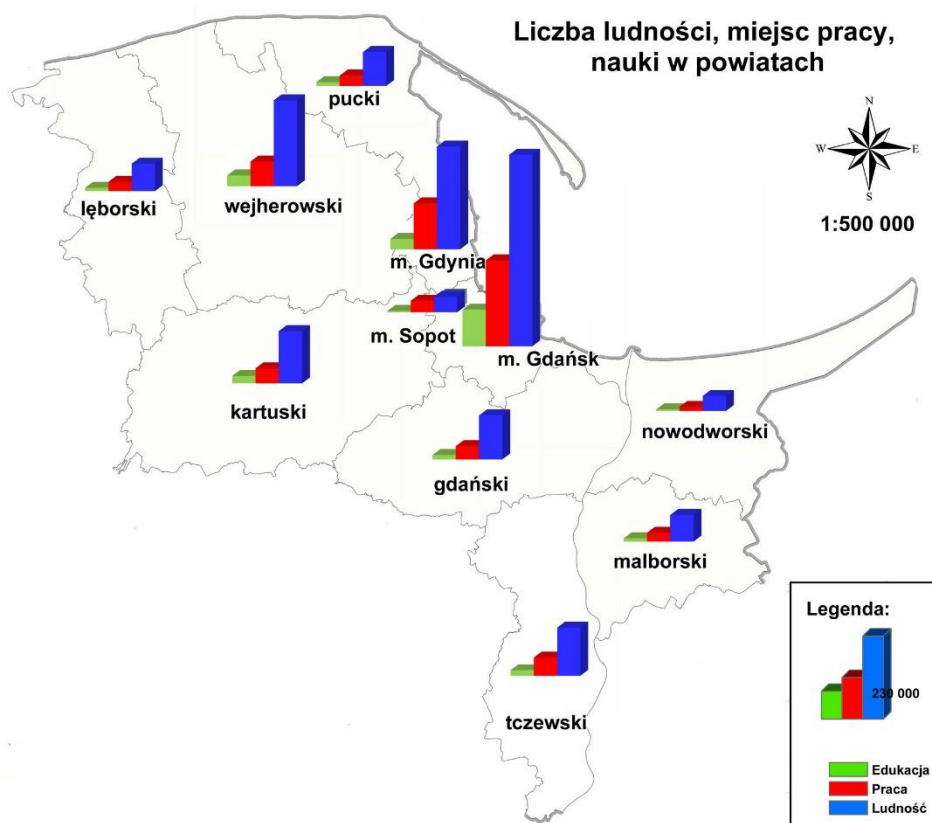 Liczba ludności, miejsc pracy,
nauki w powiatach
pucki
N
W
E
S
1:500 000
lęborski
wejherowski
m. Gdynia
m. Sopot
m. Gdańsk
kartuski
nowodworski
gdański
malborski
tczewski
Legenda:
230 000
Edukacja
Praca
Ludność